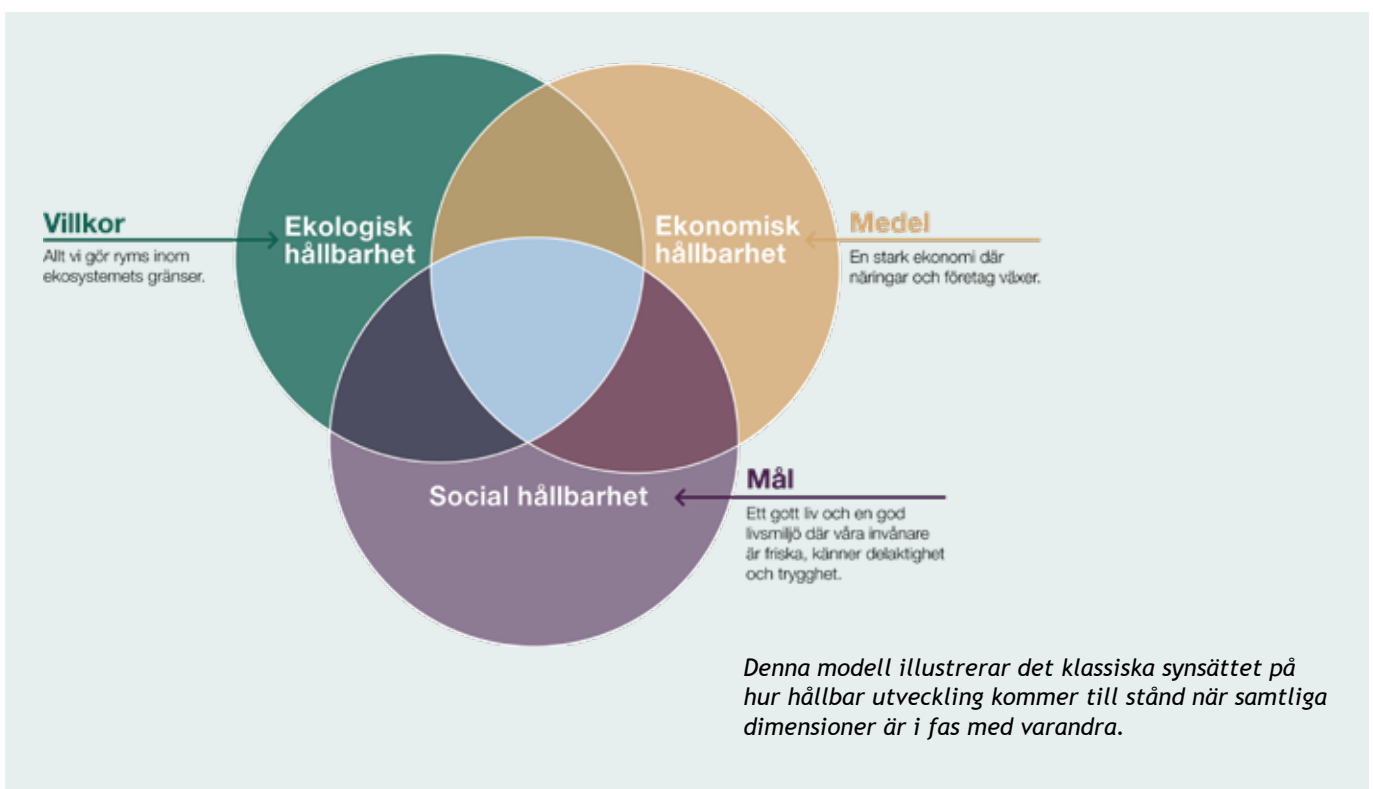 Villkor
Allt vi gör ryms inom
ekosystemets gränser.
Ekologisk
hållbarhet
Ekonomisk
hållbarhet
Medel
En stark ekonomi där
näringar och företag växer.
Social hållbarhet
Mål
Ett gott liv och en god
livsmiljö där våra invånare
är friska, känner delaktighet
och trygghet.
Denna modell illustrerar det klassiska synsättet på
hur hållbar utveckling kommer till stånd när samtliga
dimensioner är i fas med varandra.